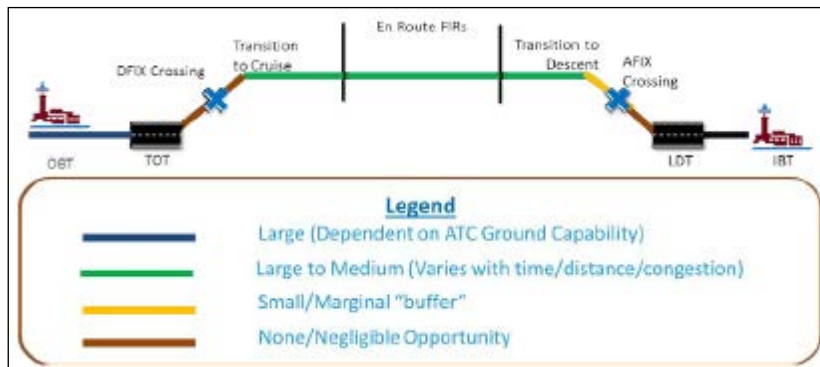 En Route FIRs
Transition to Cruise
Transition to Descent
DFIX Crossing
AFIX Crossing
OBT
TOT
LDT
IBT
Legend
Large (Dependent on ATC Ground Capability)
Large to Medium (Varies with time/distance/congestion)
Small/Marginal "buffer"
None/Negligible Opportunity